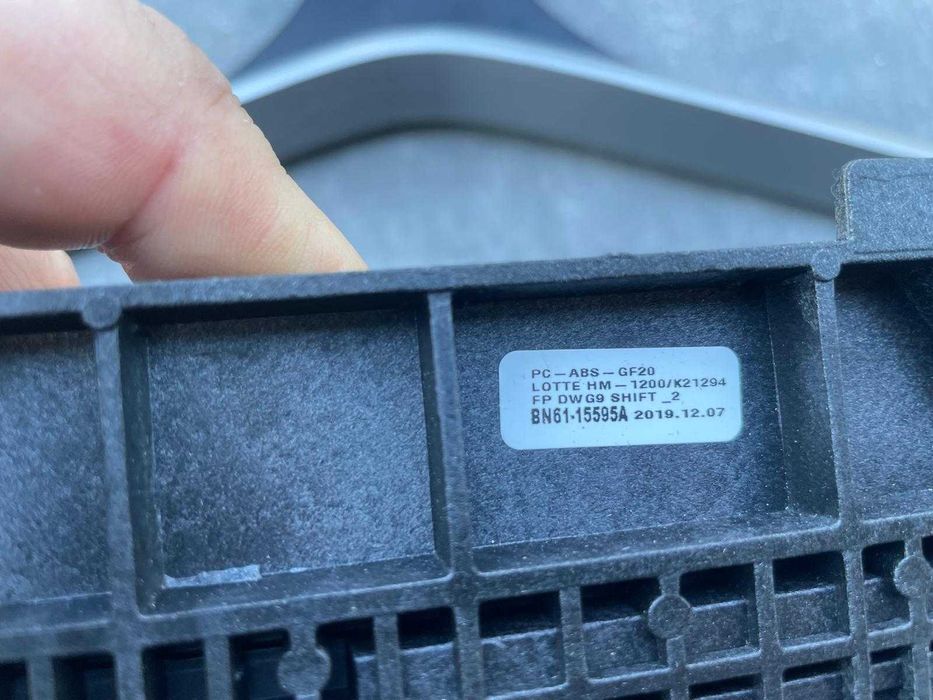 PC-ABS-GF20
LOTTE HM-1200/K21294
FP DWG9 SHIFT _2
BN61-15595A 2019.12.07